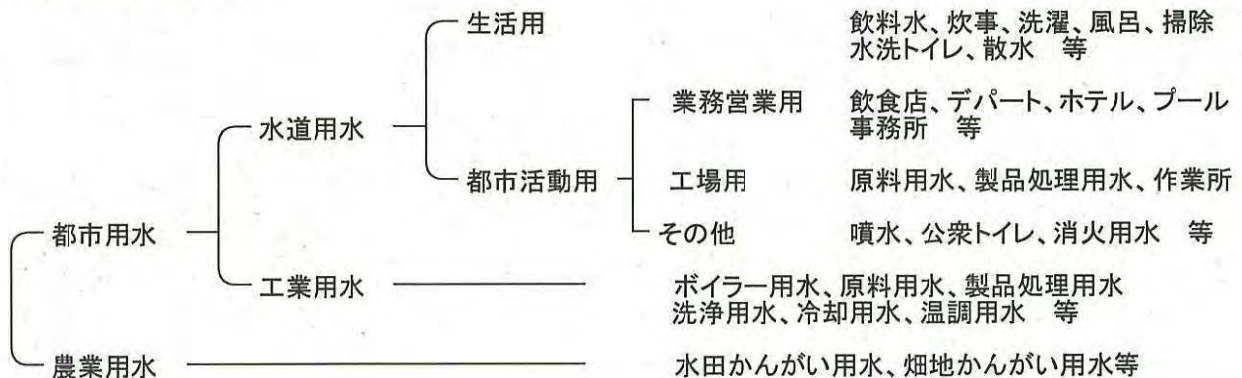 生活用 飲料水、炊事、洗濯、風呂、掃除
水洗トイレ、散水 等
業務営業用 飲食店、デパート、ホテル、プール
事務所 等
水道用水
都市活動用 工場用 原料用水、製品処理用水、作業所
都市用水 その他 噴水、公衆トイレ、消火用水 等
工業用水 ボイラー用水、原料用水、製品処理用水
洗浄用水、冷却用水、温調用水 等
農業用水 水田かんがい用水、畑地かんがい用水等